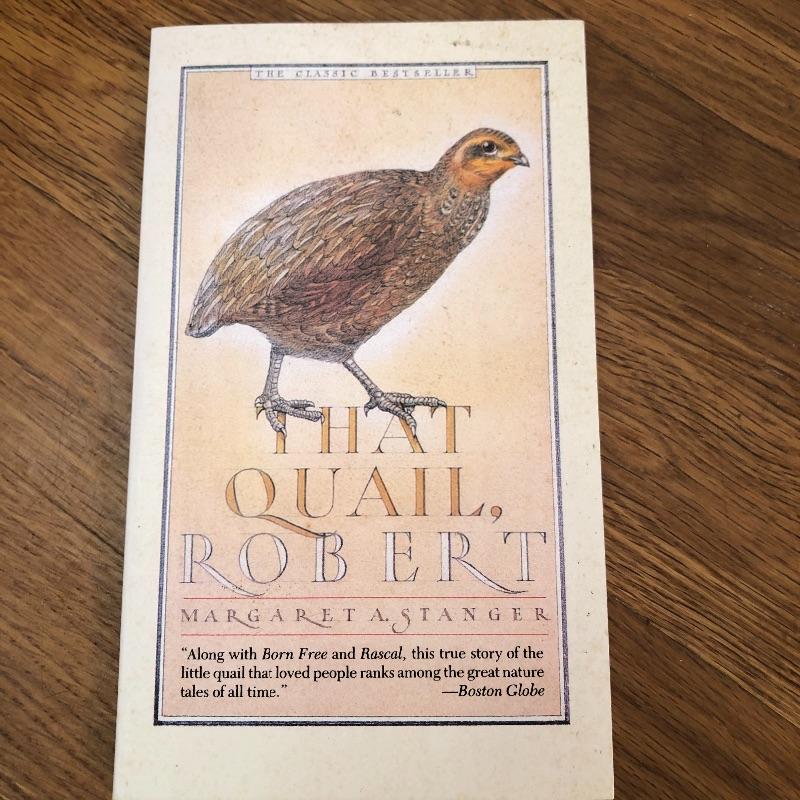 THE CLASSIC BESTSELLER
THAT
QUAIL,
ROBERT
MARGARET A. STANGER
“Along with Born Free and Rascal, this true story of the
little quail that loved people ranks among the great nature
tales of all time.” —Boston Globe